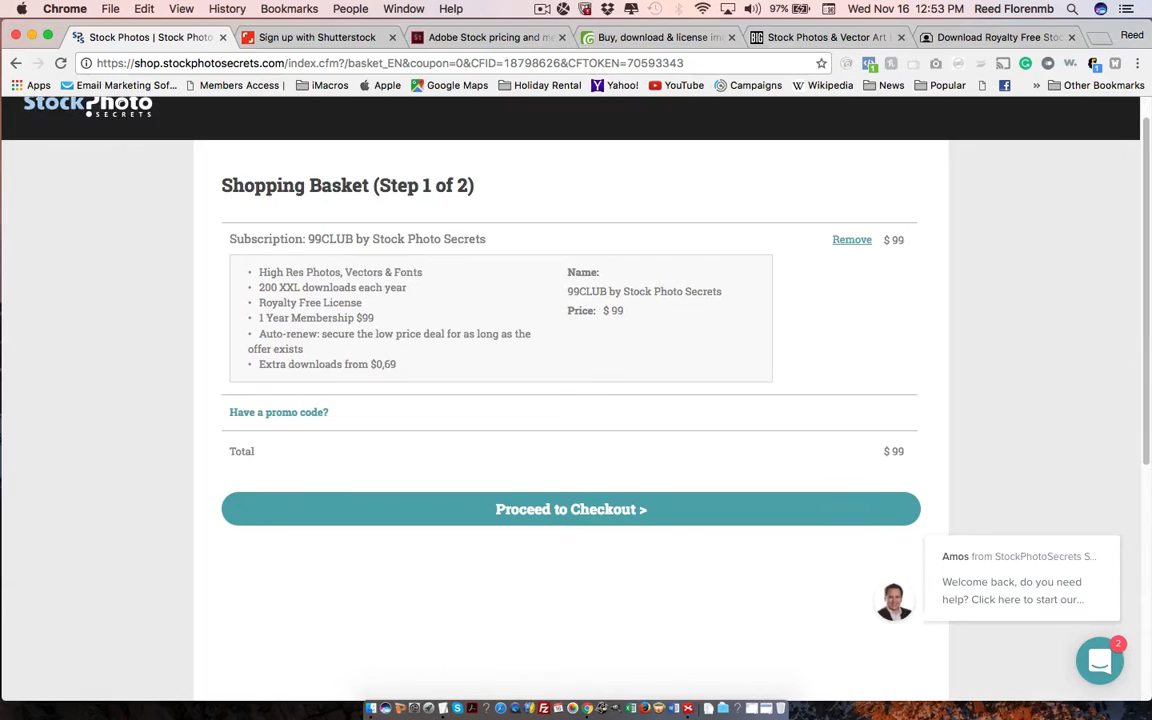 Chrome File Edit View History Bookmarks People Window Help 97% Wed Nov 16 12:53 PM Reed Florenmb
Stock Photos | Stock Photo Sign up with Shutterstock Adobe Stock pricing and me Buy, download & license im Stock Photos & Vector Art | Download Royalty Free Stoc Reed
https://shop.stockphotosecrets.com/index.cfm?/basket_EN&coupon=0&CFID=18798626&CFTOKEN=70593343
Apps Email Marketing Sof... Members Access | iMacros Apple Google Maps Holiday Rental Yahoo! YouTube Campaigns Wikipedia News Popular » Other Bookmarks
StockPhoto
SECRETS
Shopping Basket (Step 1 of 2)
Subscription: 99CLUB by Stock Photo Secrets Remove $ 99
• High Res Photos, Vectors & Fonts
• 200 XXL downloads each year
• Royalty Free License
• 1 Year Membership $99
• Auto-renew: secure the low price deal for as long as the
offer exists
• Extra downloads from $0,69
Name:
99CLUB by Stock Photo Secrets
Price: $ 99
Have a promo code?
Total $ 99
Proceed to Checkout >
Amos from StockPhotoSecrets S...
Welcome back, do you need
help? Click here to start our...
2